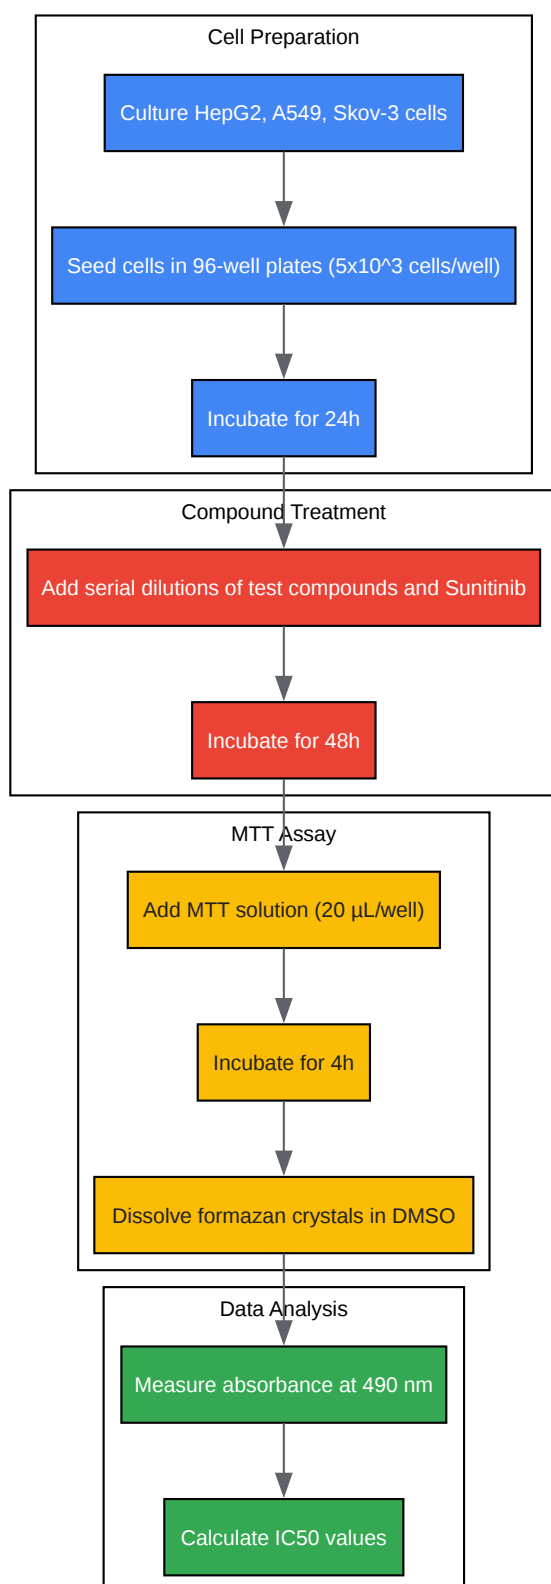 Cell Preparation
Culture HepG2, A549, Skov-3 cells
Seed cells in 96-well plates (5x10^3 cells/well)
Incubate for 24h
Compound Treatment
Add serial dilutions of test compounds and Sunitinib
Incubate for 48h
MTT Assay
Add MTT solution (20 µL/well)
Incubate for 4h
Dissolve formazan crystals in DMSO
Data Analysis
Measure absorbance at 490 nm
Calculate IC50 values